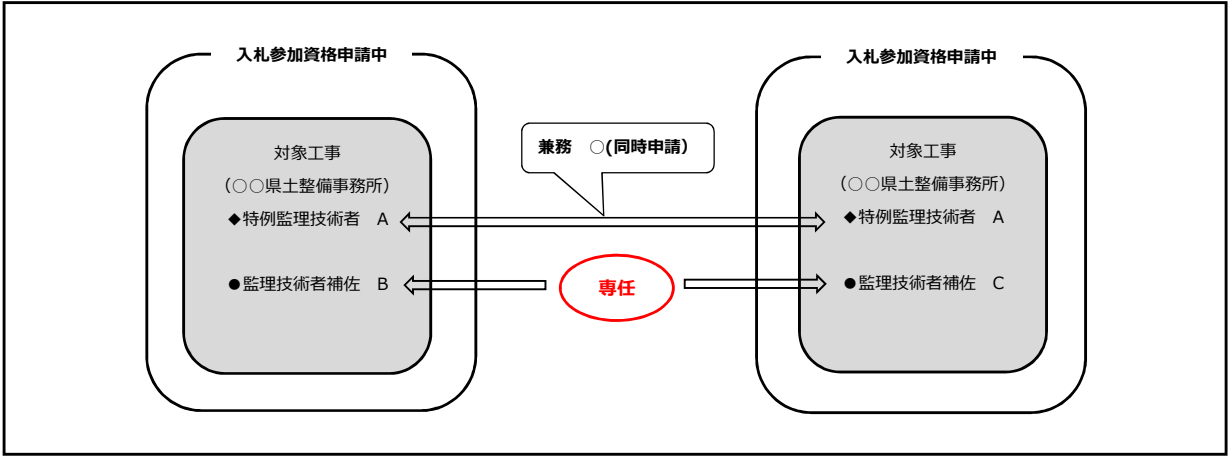 入札参加資格申請中
対象工事
（○○県土整備事務所）
◆特例監理技術者　A
●監理技術者補佐　B
兼務　○(同時申請）
専任
入札参加資格申請中
対象工事
（○○県土整備事務所）
◆特例監理技術者　A
●監理技術者補佐　C